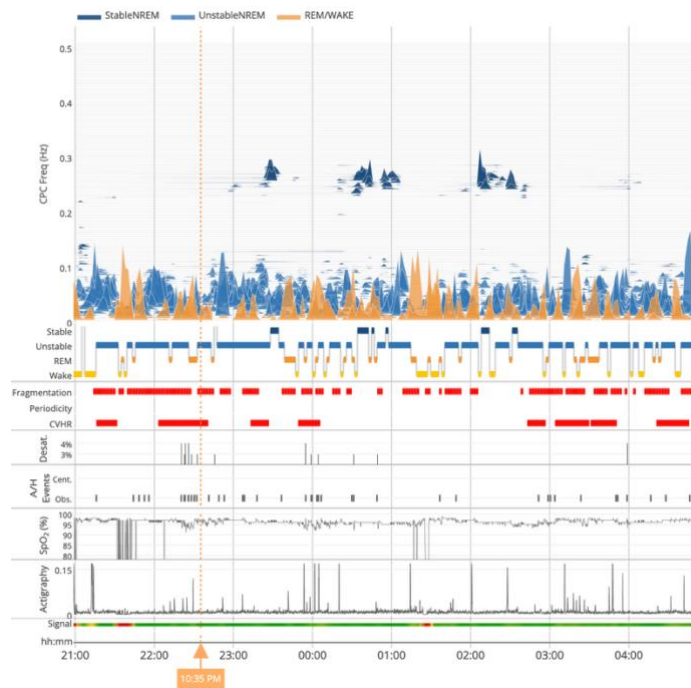 StableNREM UnstableNREM REM/WAKE
0.5
0.4
0.3
0.2
0.1
0
CPC Freq (Hz)
Stable
Unstable
REM
Wake
Fragmentation
Periodicity
CVHR
Desat.
4%
3%
A/H
Events
Cent.
Obs.
SpO₂ (%)
100
95
90
85
80
Actigraphy
0.15
0
Signal
hh:mm
21:00 22:00 23:00 00:00 01:00 02:00 03:00 04:00
10:35 PM